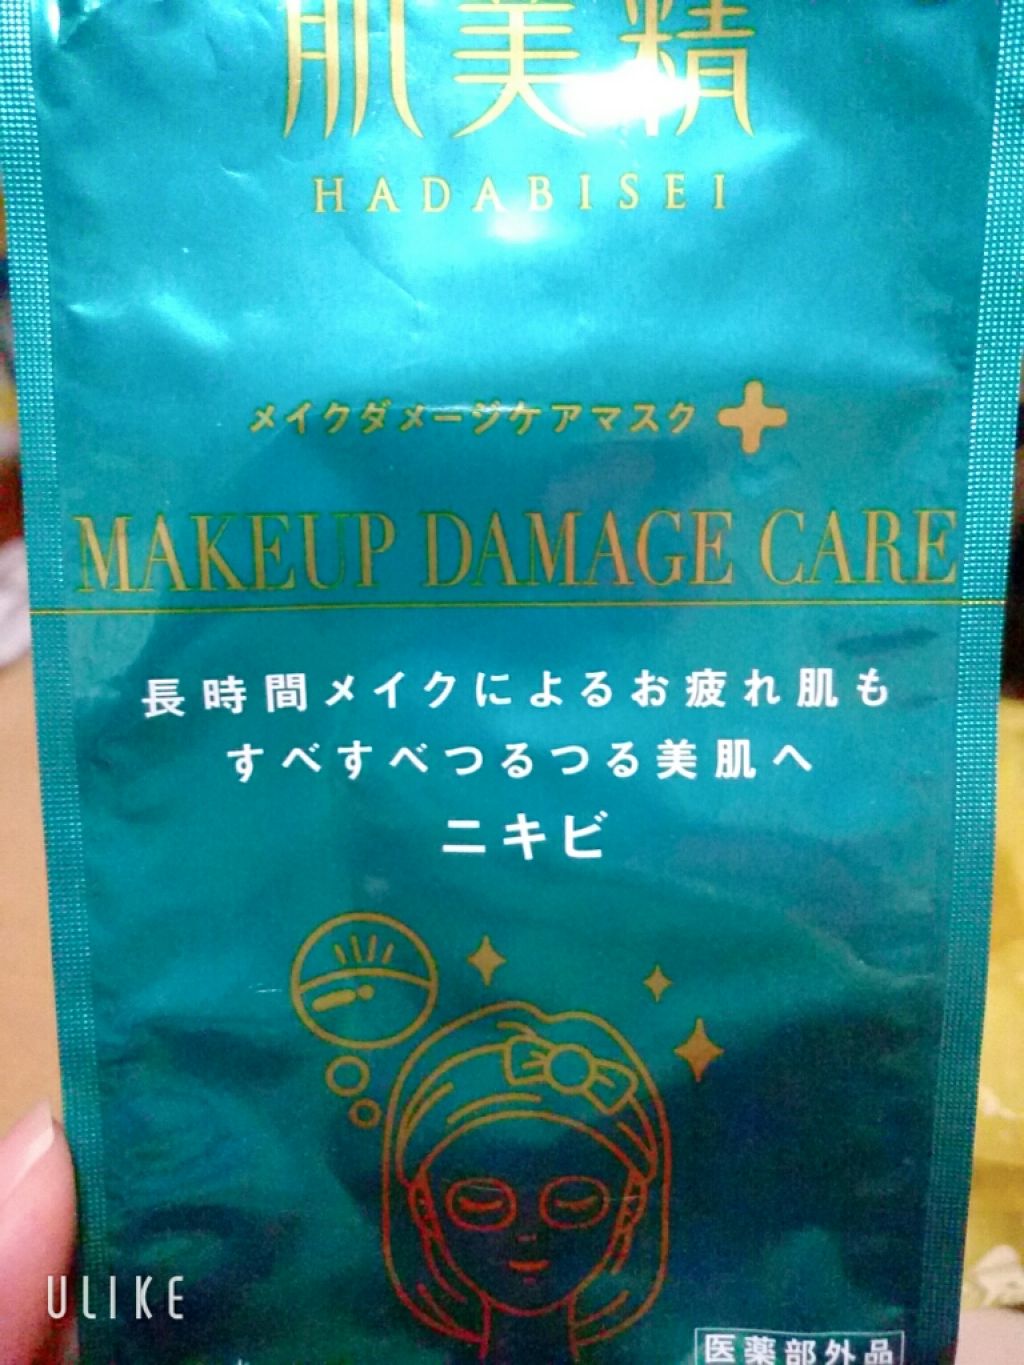 肌美精
HADABISEI
メイクダメージケアマスク
MAKEUP DAMAGE CARE
長時間メイクによるお疲れ肌も
すべすべつるつる美肌へ
ニキビ
医薬部外品
ULIKE